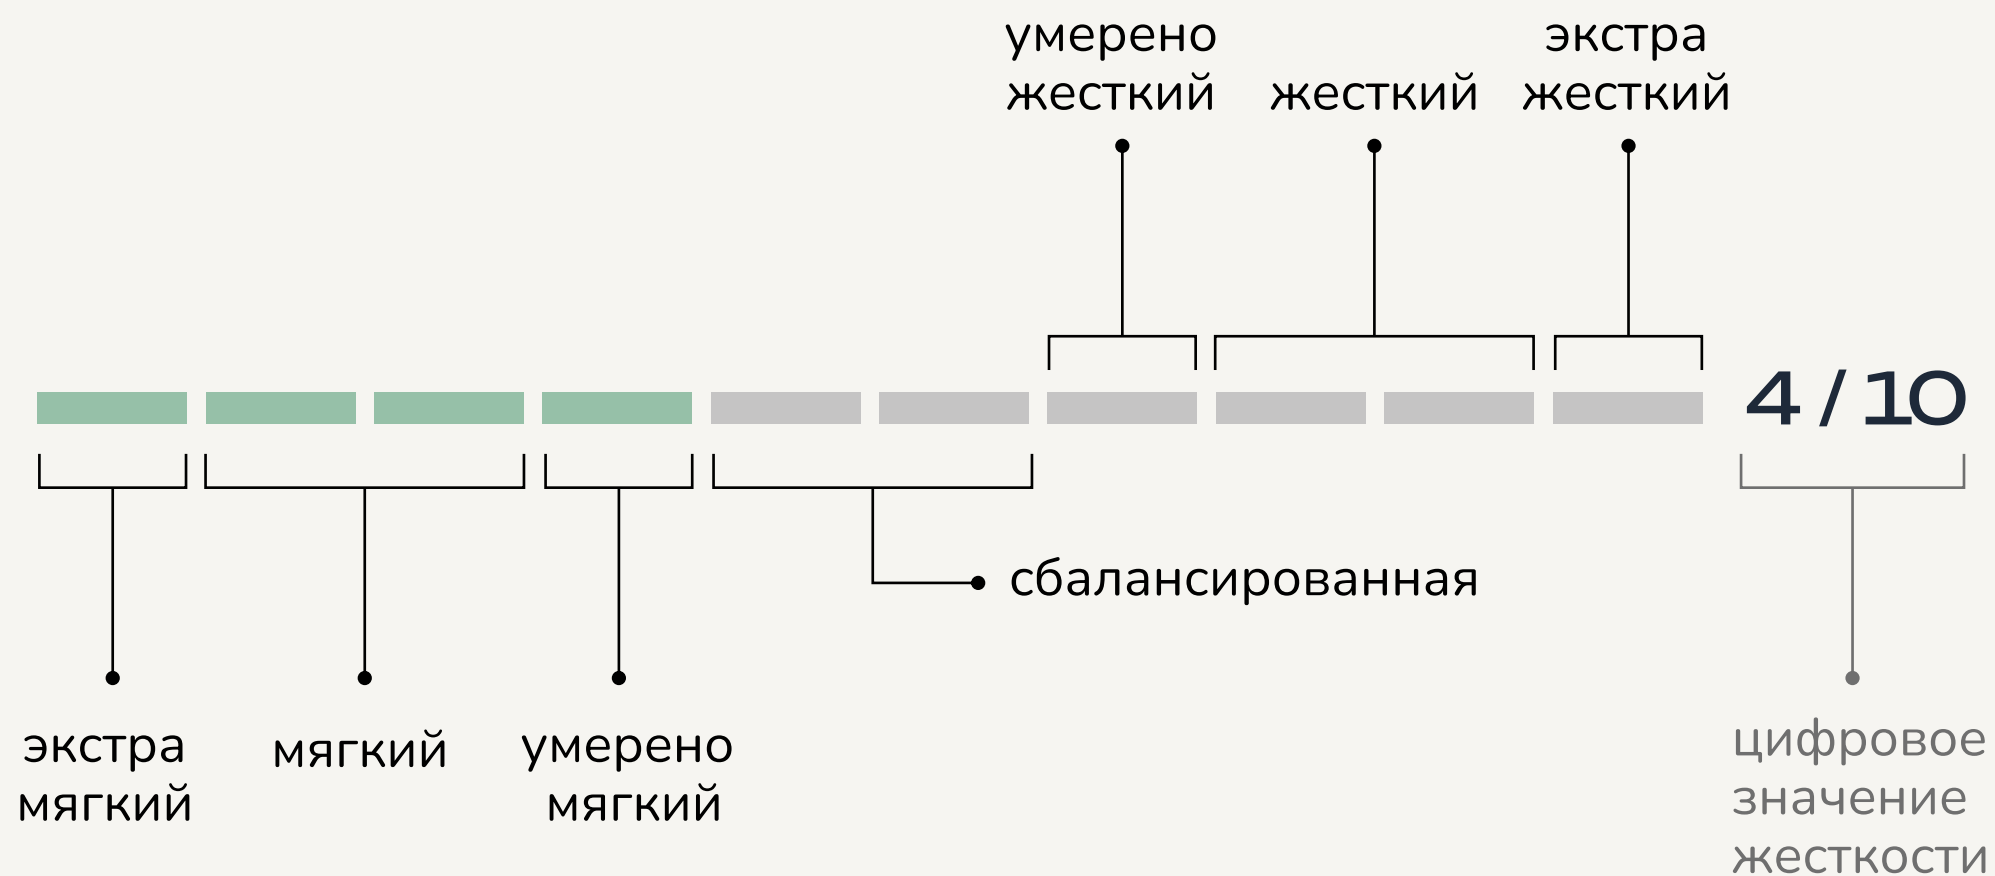 умерено
жесткий
жесткий
экстра
жесткий
4 / 10
сбалансированная
экстра
мягкий
мягкий
умерено
мягкий
цифровое
значение
жесткости